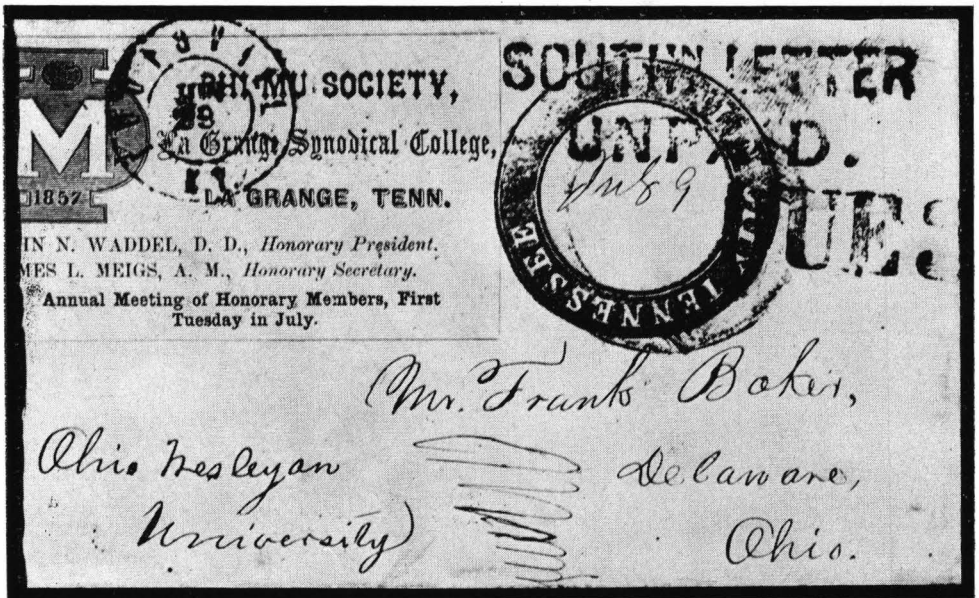 M
1857
PHI MU SOCIETY,
La Grange Synodical College,
LA GRANGE, TENN.
HN N. WADDEL, D. D., Honorary President.
MES L. MEIGS, A. M., Honorary Secretary.
Annual Meeting of Honorary Members, First
Tuesday in July.
SOUTHN LETTER
UNPA D.
TENNESSEE
UES
Mr. Frank Baker,
Ohio Wesleyan
University
Delaware,
Ohio.